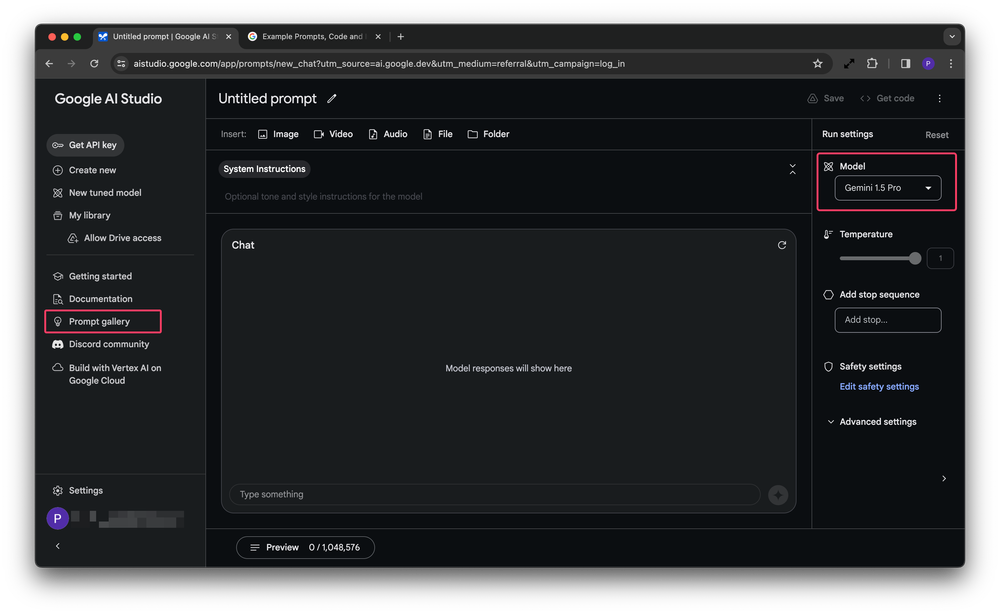 Untitled prompt | Google AI S
Example Prompts, Code and
aistudio.google.com/app/prompts/new_chat?utm_source=ai.google.dev&utm_medium=referral&utm_campaign=log_in
P
Google AI Studio
Get API key
Create new
New tuned model
My library
Allow Drive access
Getting started
Documentation
Prompt gallery
Discord community
Build with Vertex AI on
Google Cloud
Settings
P
Untitled prompt
Save
Get code
Insert:
Image
Video
Audio
File
Folder
System Instructions
Optional tone and style instructions for the model
Chat
Model responses will show here
Type something
Preview 0 / 1,048,576
Run settings
Reset
Model
Gemini 1.5 Pro
Temperature
1
Add stop sequence
Add stop...
Safety settings
Edit safety settings
Advanced settings